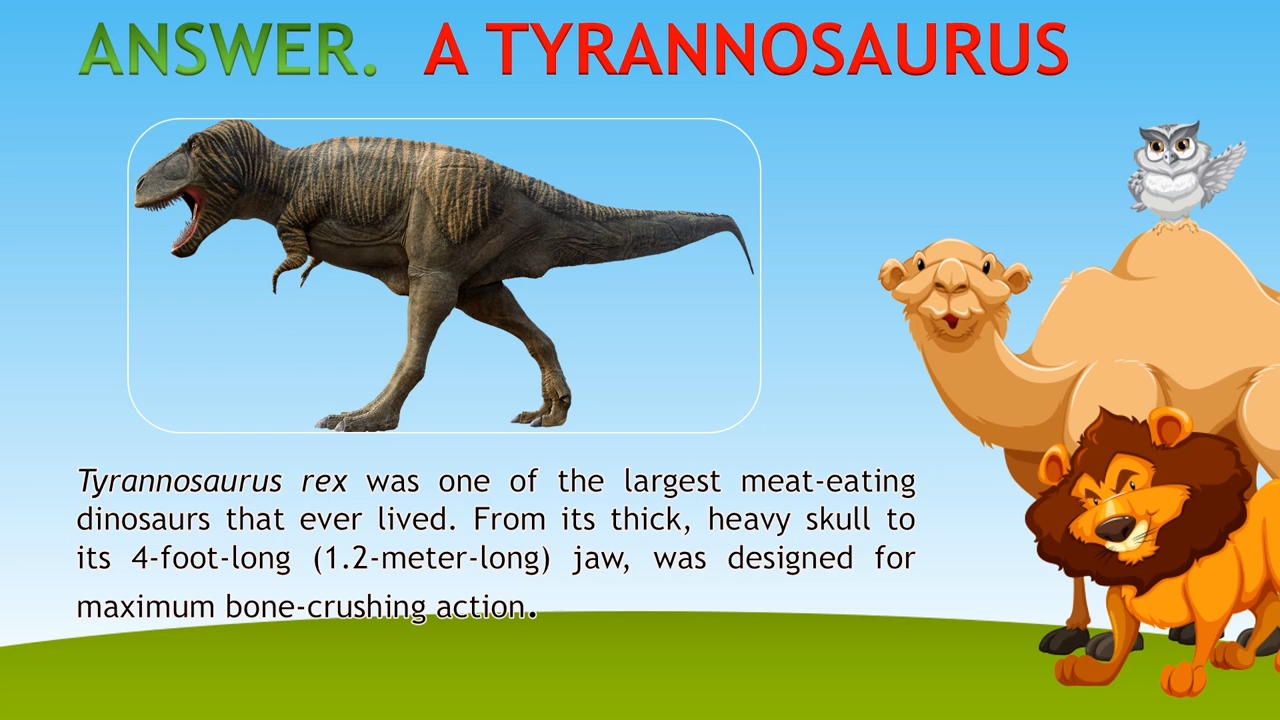 ANSWER. A TYRANNOSAURUS
Tyrannosaurus rex was one of the largest meat-eating
dinosaurs that ever lived. From its thick, heavy skull to
its 4-foot-long (1.2-meter-long) jaw, was designed for
maximum bone-crushing action.